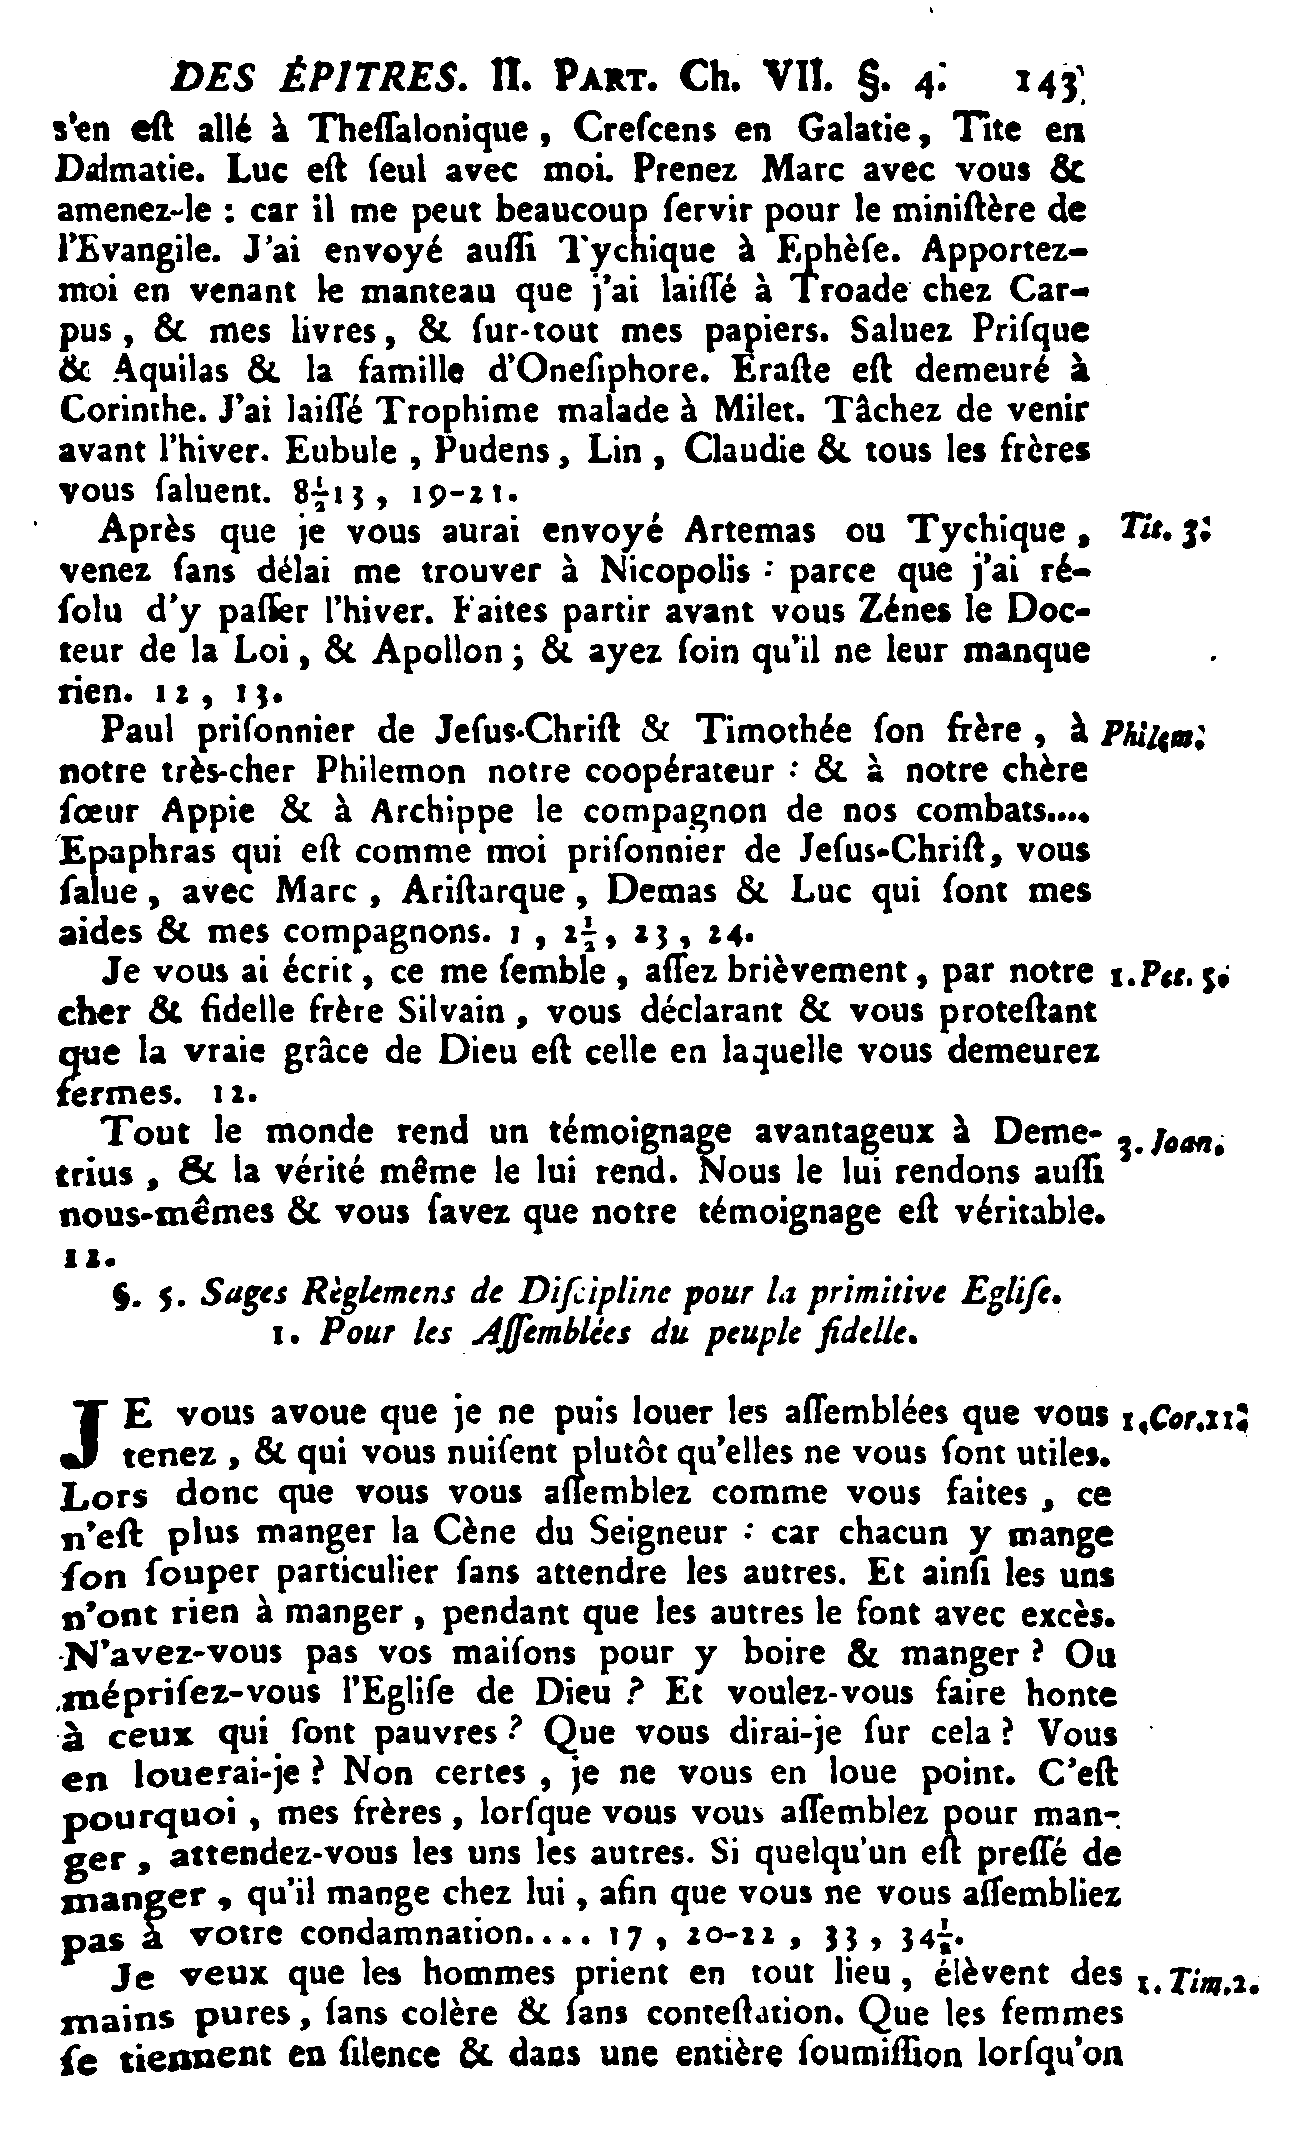 DES ÉPITRES. II. PART. Ch. VII. §. 4. 143
s'en eſt allé à Theſſalonique, Creſcens en Galatie, Tite en
Dalmatie. Luc eſt ſeul avec moi. Prenez Marc avec vous &
amenez-le : car il me peut beaucoup ſervir pour le miniſtère de
l'Evangile. J'ai envoyé auſſi Tychique à Ephèſe. Apportez-
moi en venant le manteau que j'ai laiſſé à Troade chez Car-
pus, & mes livres, & ſur-tout mes papiers. Saluez Priſque
& Aquilas & la famille d'Oneſiphore. Eraſte eſt demeuré à
Corinthe. J'ai laiſſé Trophime malade à Milet. Tâchez de venir
avant l'hiver. Eubule, Pudens, Lin, Claudie & tous les frères
vous ſaluent. 8½13, 19-21.
Après que je vous aurai envoyé Artemas ou Tychique, Tit. 3.
venez ſans délai me trouver à Nicopolis : parce que j'ai ré-
ſolu d'y paſſer l'hiver. Faites partir avant vous Zénes le Doc-
teur de la Loi, & Apollon; & ayez ſoin qu'il ne leur manque
rien. 12, 13.
Paul priſonnier de Jeſus-Chriſt & Timothée ſon frère, à Philem.
notre très-cher Philemon notre coopérateur : & à notre chère
ſœur Appie & à Archippe le compagnon de nos combats....
Epaphras qui eſt comme moi priſonnier de Jeſus-Chriſt, vous
ſalue, avec Marc, Ariſtarque, Demas & Luc qui ſont mes
aides & mes compagnons. 1, 2½, 23, 24.
Je vous ai écrit, ce me ſemble, aſſez brièvement, par notre 1. Pet. 5.
cher & fidelle frère Silvain, vous déclarant & vous proteſtant
que la vraie grâce de Dieu eſt celle en laquelle vous demeurez
fermes. 12.
Tout le monde rend un témoignage avantageux à Deme- 3. Joan.
trius, & la vérité même le lui rend. Nous le lui rendons auſſi
nous-mêmes & vous ſavez que notre témoignage eſt véritable.
12.
§. 5. Sages Règlemens de Diſcipline pour la primitive Egliſe.
1. Pour les Aſſemblées du peuple fidelle.
JE vous avoue que je ne puis louer les aſſemblées que vous 1. Cor. 11.
tenez, & qui vous nuiſent plutôt qu'elles ne vous ſont utiles.
Lors donc que vous vous aſſemblez comme vous faites, ce
n'eſt plus manger la Cène du Seigneur : car chacun y mange
ſon ſouper particulier ſans attendre les autres. Et ainſi les uns
n'ont rien à manger, pendant que les autres le font avec excès.
N'avez-vous pas vos maiſons pour y boire & manger ? Ou
mépriſez-vous l'Egliſe de Dieu ? Et voulez-vous faire honte
à ceux qui ſont pauvres ? Que vous dirai-je ſur cela ? Vous
en louerai-je ? Non certes, je ne vous en loue point. C'eſt
pourquoi, mes frères, lorſque vous vous aſſemblez pour man-
ger, attendez-vous les uns les autres. Si quelqu'un eſt preſſé de
manger, qu'il mange chez lui, afin que vous ne vous aſſembliez
pas à votre condamnation.... 17, 20-22, 33, 34½.
Je veux que les hommes prient en tout lieu, élèvent des 1. Tim. 2.
mains pures, ſans colère & ſans conteſtation. Que les femmes
ſe tiennent en ſilence & dans une entière ſoumiſſion lorſqu'on